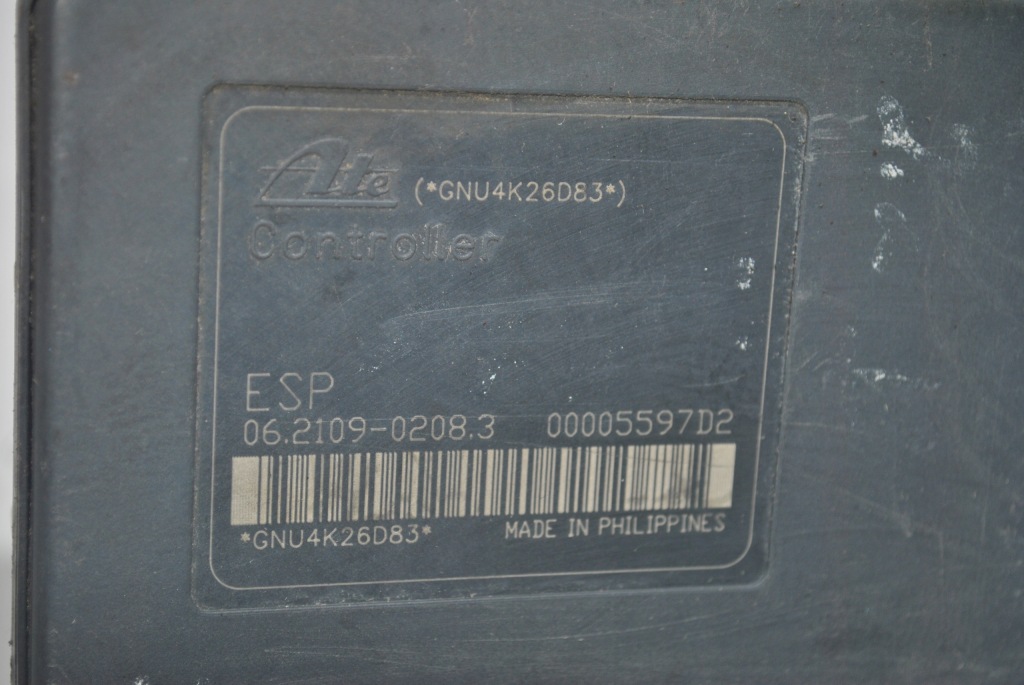 Ate (*GNU4K26D83*)
Controller
ESP
06.2109-0208.3 00005597D2
*GNU4K26D83* MADE IN PHILIPPINES